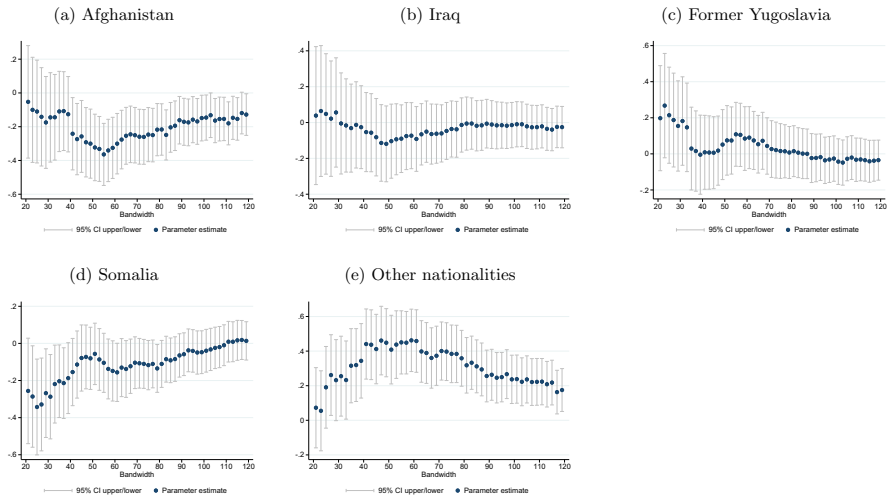 (a) Afghanistan
.2
0
-.2
-.4
-.6
20 30 40 50 60 70 80 90 100 110 120
Bandwidth
95% CI upper/lower Parameter estimate
(b) Iraq
.4
.2
0
-.2
-.4
20 30 40 50 60 70 80 90 100 110 120
Bandwidth
95% CI upper/lower Parameter estimate
(c) Former Yugoslavia
.6
.4
.2
0
-.2
20 30 40 50 60 70 80 90 100 110 120
Bandwidth
95% CI upper/lower Parameter estimate
(d) Somalia
.2
0
-.2
-.4
-.6
20 30 40 50 60 70 80 90 100 110 120
Bandwidth
95% CI upper/lower Parameter estimate
(e) Other nationalities
.6
.4
.2
0
-.2
20 30 40 50 60 70 80 90 100 110 120
Bandwidth
95% CI upper/lower Parameter estimate